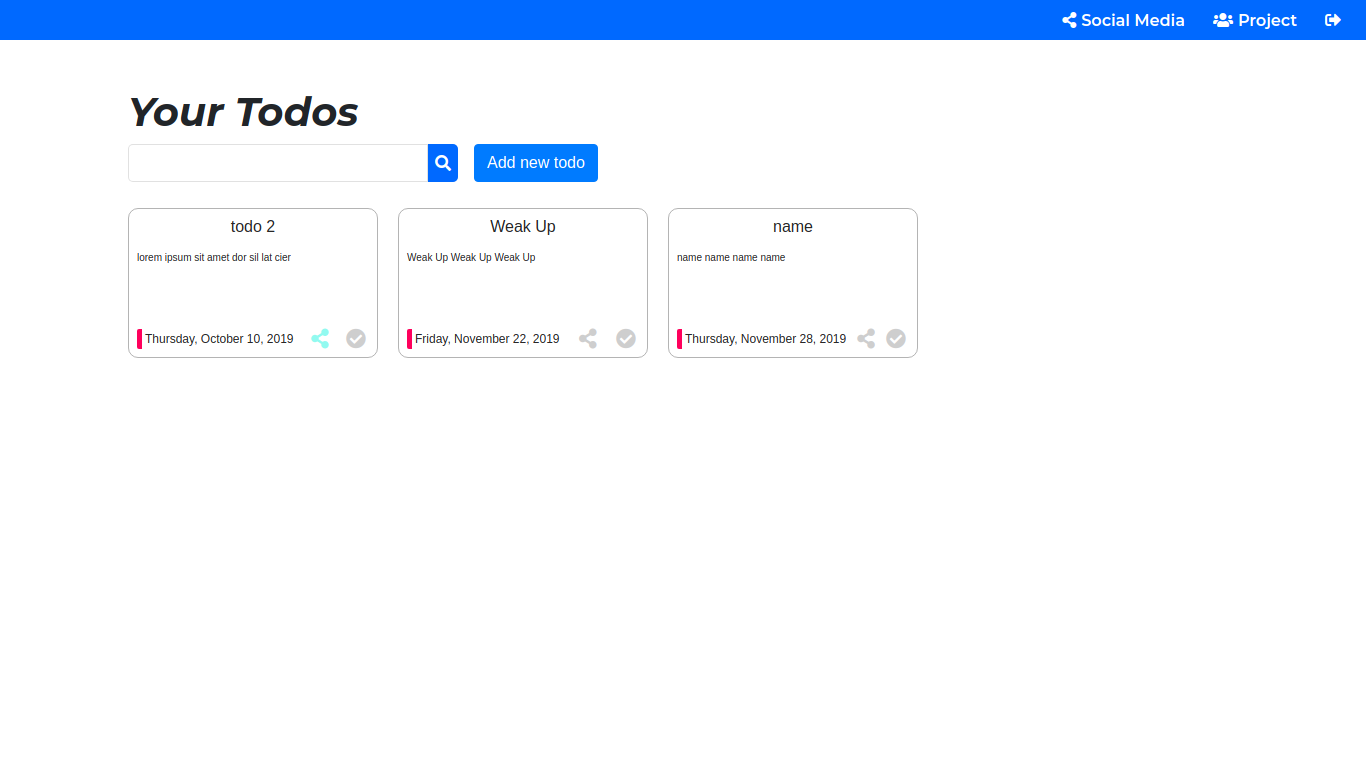 Social Media Project
Your Todos
Add new todo
todo 2
lorem ipsum sit amet dor sil lat cier
Thursday, October 10, 2019
Weak Up
Weak Up Weak Up Weak Up
Friday, November 22, 2019
name
name name name name
Thursday, November 28, 2019